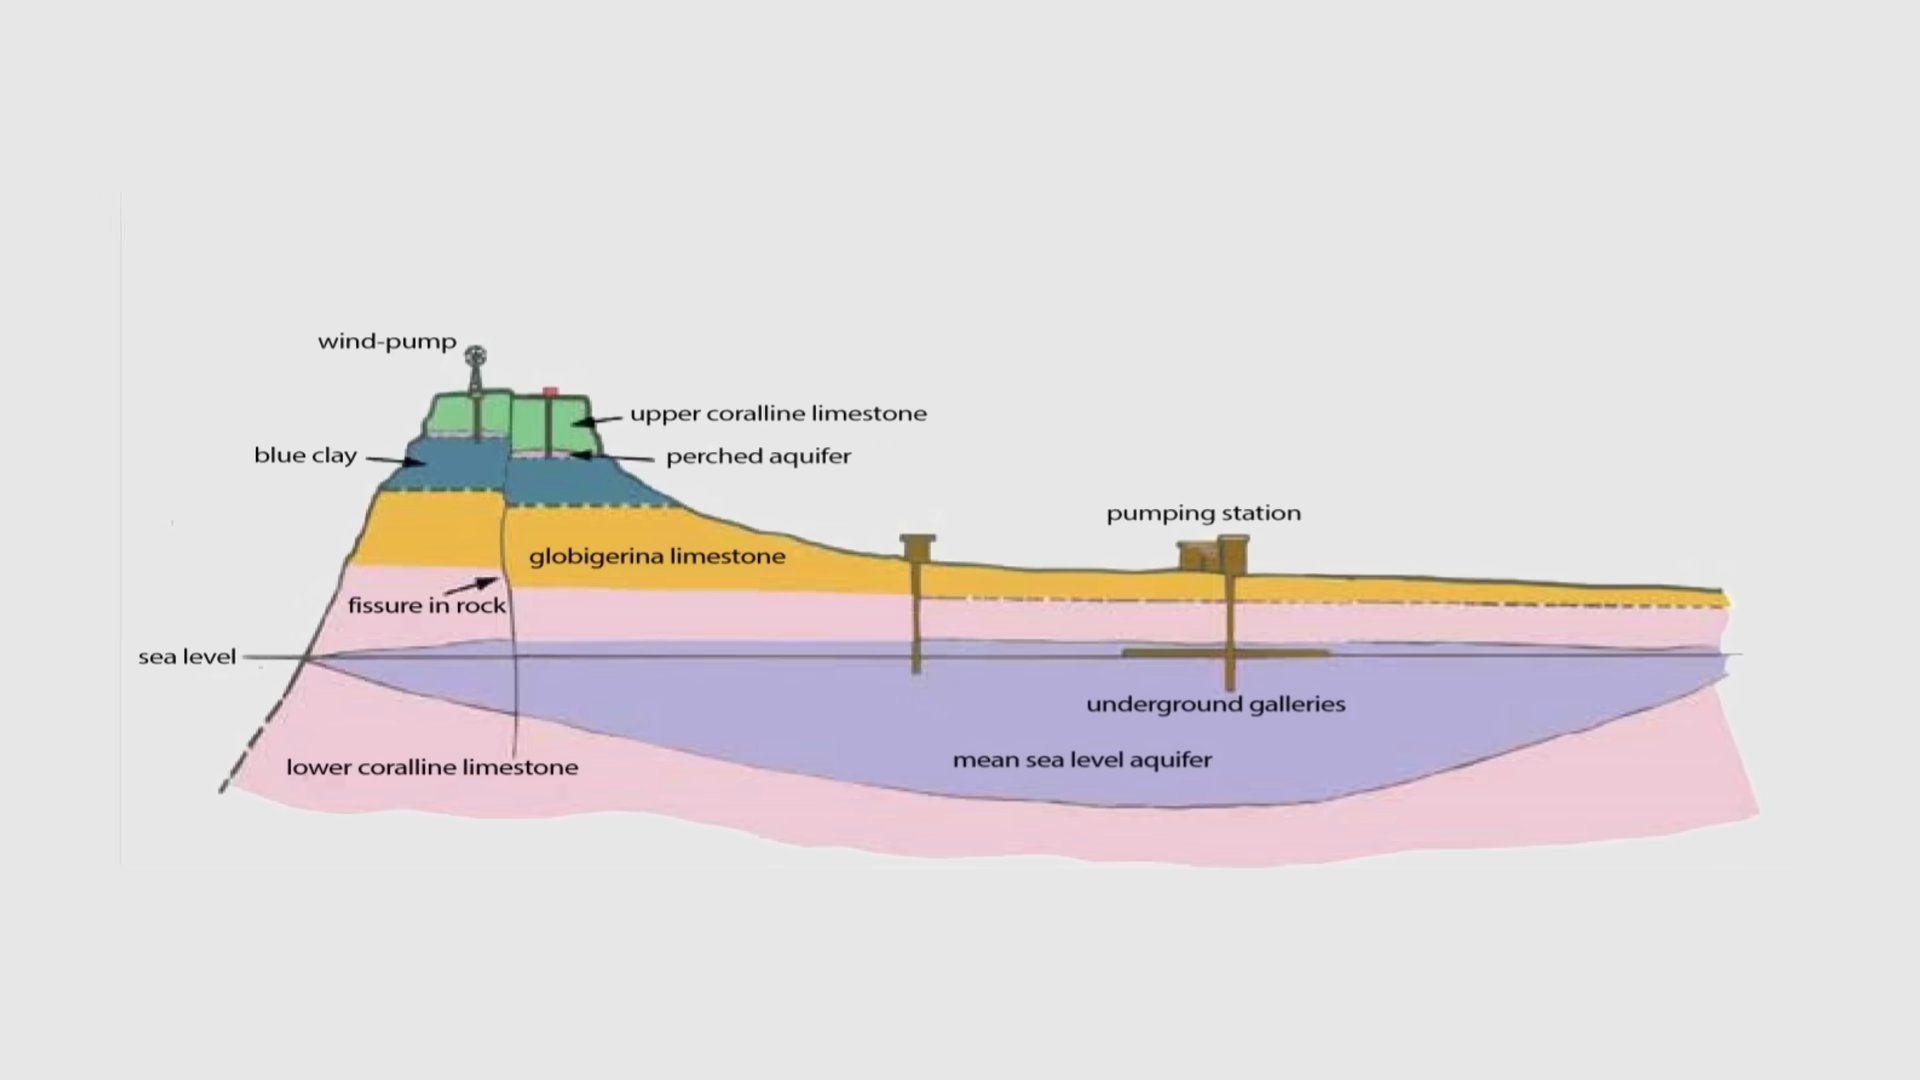 wind-pump
upper coralline limestone
blue clay
perched aquifer
pumping station
globigerina limestone
fissure in rock
sea level
underground galleries
mean sea level aquifer
lower coralline limestone